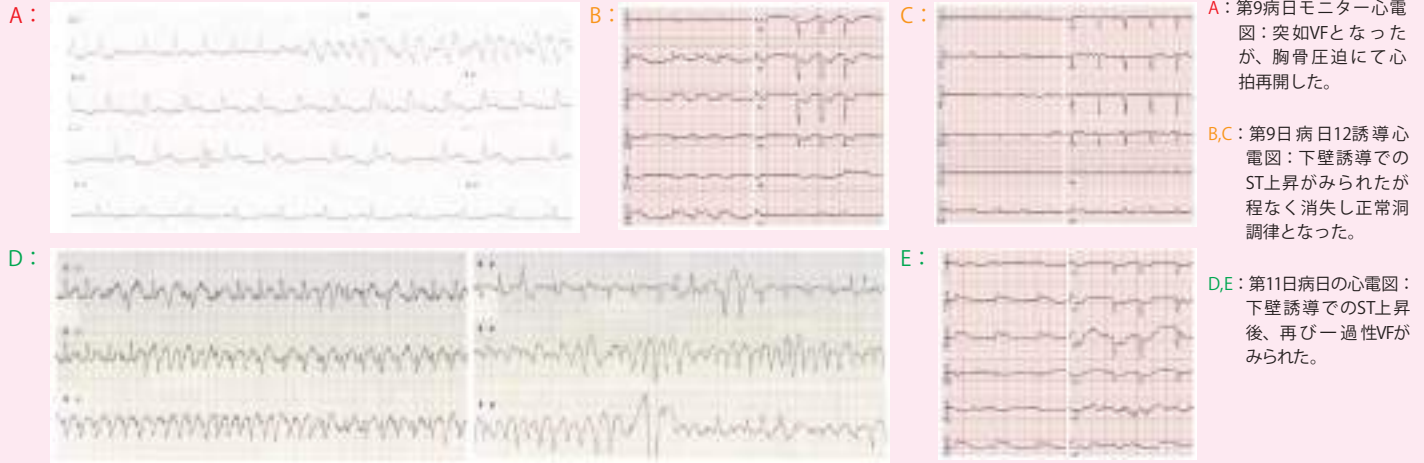 A：
B：
C：
A：第9病日モニター心電
図：突如VFとなった
が、胸骨圧迫にて心
拍再開した。
B,C：第9日病日12誘導心
電図：下壁誘導での
ST上昇がみられたが
程なく消失し正常洞
調律となった。
D：
E：
D,E：第11日病日の心電図：
下壁誘導でのST上昇
後、再び一過性VFが
みられた。